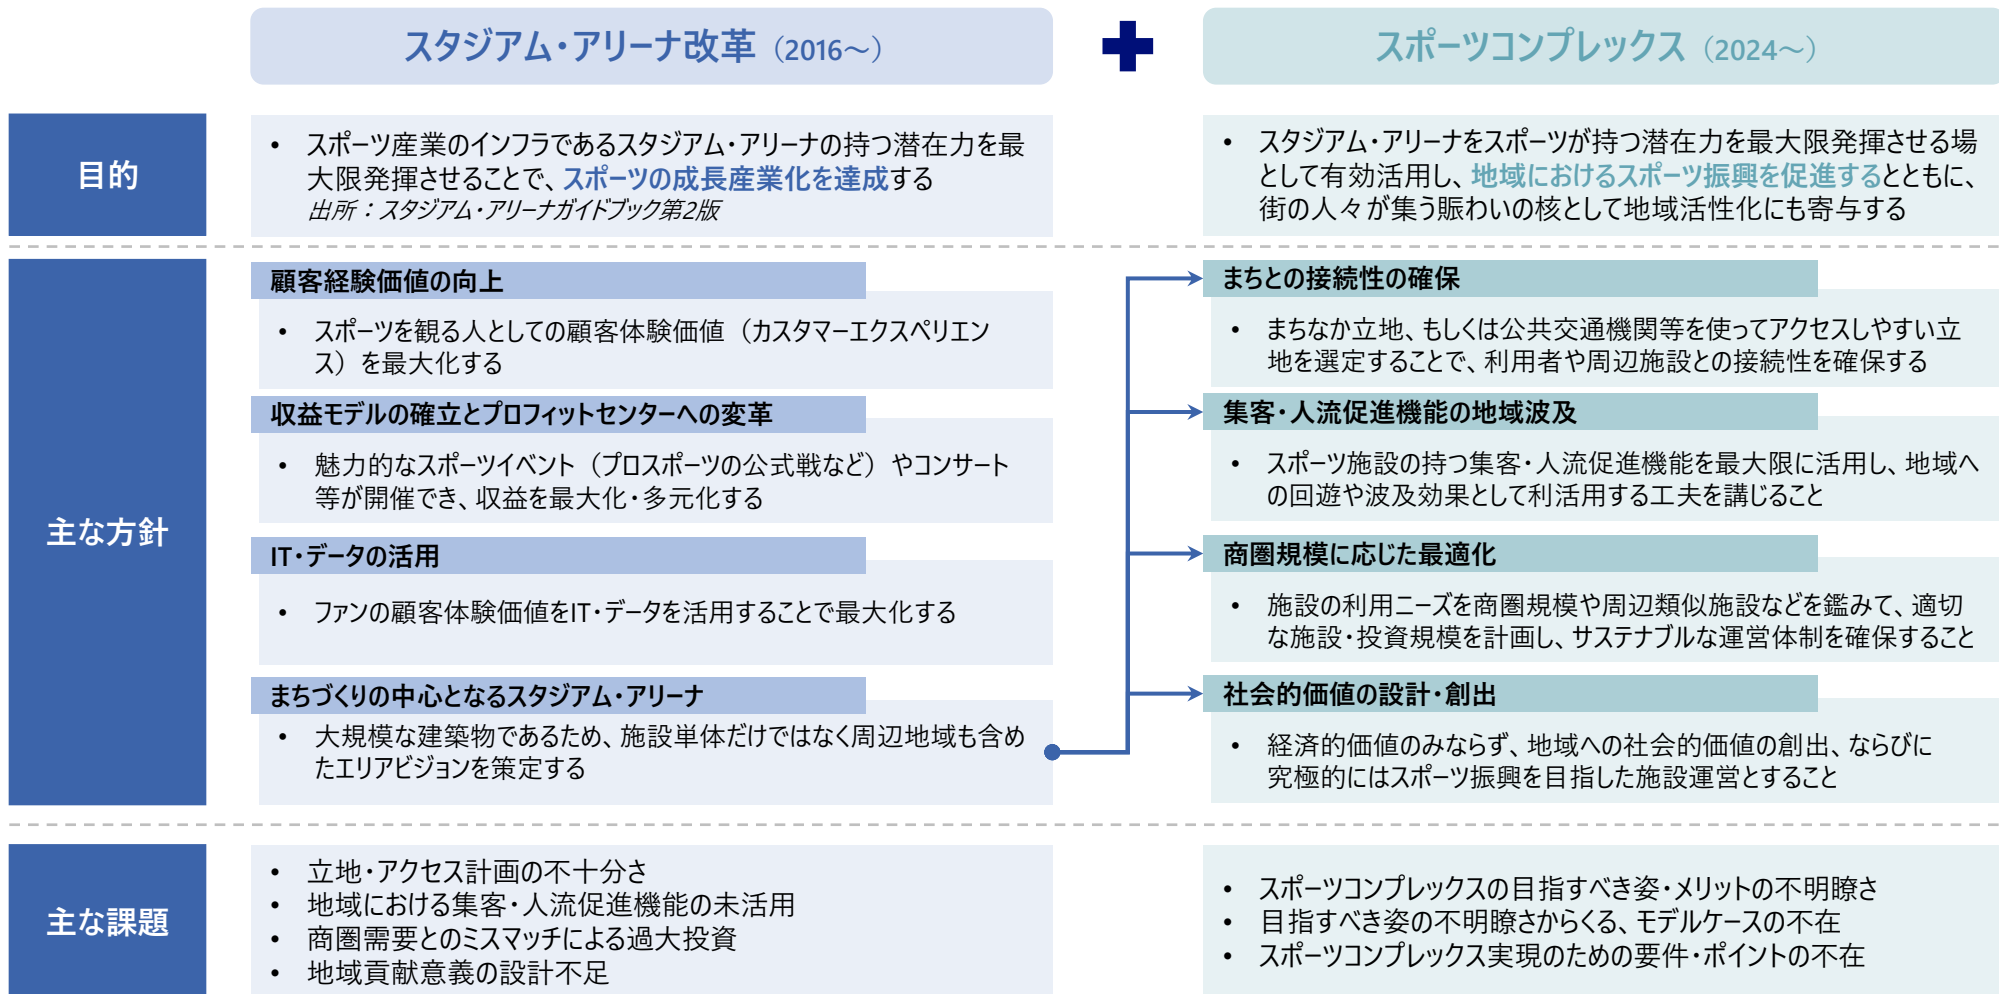 スタジアム・アリーナ改革（2016～）
スポーツコンプレックス（2024～）
目的
• スポーツ産業のインフラであるスタジアム・アリーナの持つ潜在力を最
大限発揮させることで、スポーツの成長産業化を達成する
出所：スタジアム・アリーナガイドブック第2版
• スタジアム・アリーナをスポーツが持つ潜在力を最大限発揮させる場
として有効活用し、地域におけるスポーツ振興を促進するとともに、
街の人々が集う賑わいの核として地域活性化にも寄与する
主な方針
顧客経験価値の向上
• スポーツを観る人としての顧客体験価値（カスタマーエクスペリエン
ス）を最大化する
収益モデルの確立とプロフィットセンターへの変革
• 魅力的なスポーツイベント（プロスポーツの公式戦など）やコンサート
等が開催でき、収益を最大化・多元化する
IT・データの活用
• ファンの顧客体験価値をIT・データを活用することで最大化する
まちづくりの中心となるスタジアム・アリーナ
• 大規模な建築物であるため、施設単体だけではなく周辺地域も含め
たエリアビジョンを策定する
まちとの接続性の確保
• まちなか立地、もしくは公共交通機関等を使ってアクセスしやすい立
地を選定することで、利用者や周辺施設との接続性を確保する
集客・人流促進機能の地域波及
• スポーツ施設の持つ集客・人流促進機能を最大限に活用し、地域へ
の回遊や波及効果として利活用する工夫を講じること
商圏規模に応じた最適化
• 施設の利用ニーズを商圏規模や周辺類似施設などを鑑みて、適切
な施設・投資規模を計画し、サステナブルな運営体制を確保すること
社会的価値の設計・創出
• 経済的価値のみならず、地域への社会的価値の創出、ならびに
究極的にはスポーツ振興を目指した施設運営とすること
主な課題
• 立地・アクセス計画の不十分さ
• 地域における集客・人流促進機能の未活用
• 商圏需要とのミスマッチによる過大投資
• 地域貢献意義の設計不足
• スポーツコンプレックスの目指すべき姿・メリットの不明瞭さ
• 目指すべき姿の不明瞭さからくる、モデルケースの不在
• スポーツコンプレックス実現のための要件・ポイントの不在